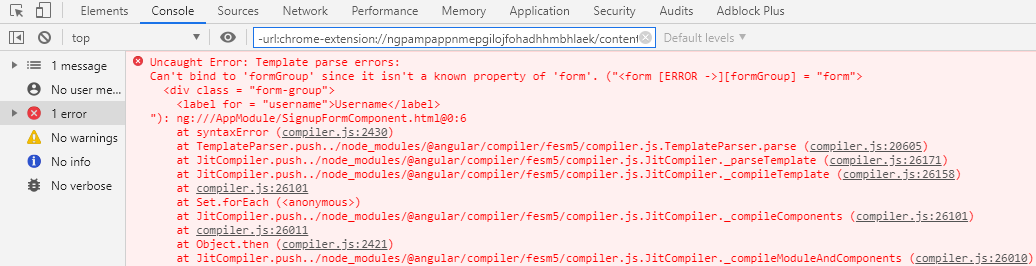 Elements Console Sources Network Performance Memory Application Security Audits Adblock Plus
top -url:chrome-extension://ngpampappnmepgilojfohadhhmbhlaek/content Default levels ▼
1 message
No user me...
1 error
No warnings
No info
No verbose
Uncaught Error: Template parse errors:
Can't bind to 'formGroup' since it isn't a known property of 'form'. ("<form [ERROR ->][formGroup] = "form">
<div class = "form-group">
<label for = "username">Username</label>
"): ng:///AppModule/SignupFormComponent.html@0:6
at syntaxError (compiler.js:2430)
at TemplateParser.push../node_modules/@angular/compiler/fesm5/compiler.js.TemplateParser.parse (compiler.js:20605)
at JitCompiler.push../node_modules/@angular/compiler/fesm5/compiler.js.JitCompiler._parseTemplate (compiler.js:26171)
at JitCompiler.push../node_modules/@angular/compiler/fesm5/compiler.js.JitCompiler._compileTemplate (compiler.js:26158)
at compiler.js:26101
at Set.forEach (<anonymous>)
at JitCompiler.push../node_modules/@angular/compiler/fesm5/compiler.js.JitCompiler._compileComponents (compiler.js:26101)
at compiler.js:26011
at Object.then (compiler.js:2421)
at JitCompiler.push../node_modules/@angular/compiler/fesm5/compiler.js.JitCompiler._compileModuleAndComponents (compiler.js:26010)